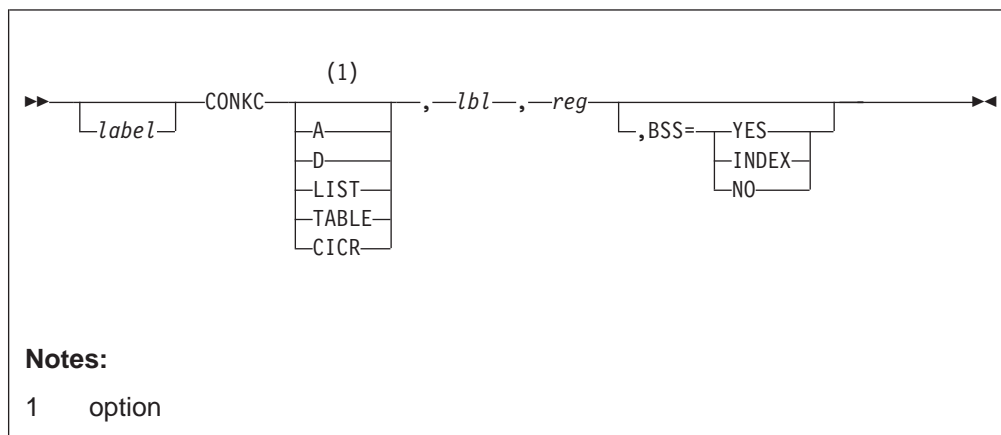 (1)
CONKC , lbl , reg
label A ,BSS= YES
D INDEX
LIST NO
TABLE
CICR
Notes:
1 option